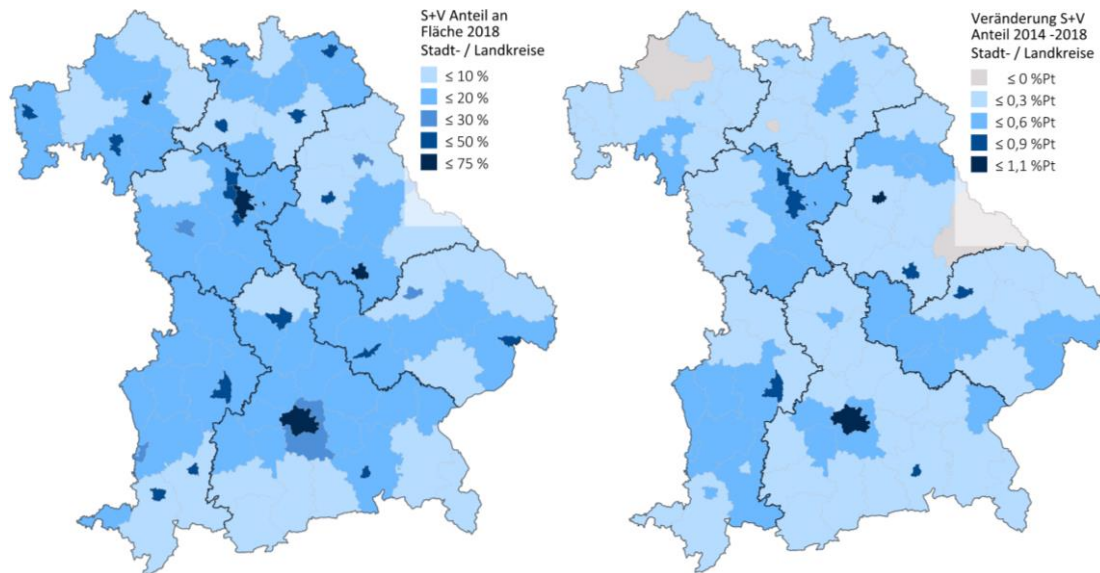 S+V Anteil an
Fläche 2018
Stadt- / Landkreise
≤ 10 %
≤ 20 %
≤ 30 %
≤ 50 %
≤ 75 %
Veränderung S+V
Anteil 2014 -2018
Stadt- / Landkreise
≤ 0 %Pt
≤ 0,3 %Pt
≤ 0,6 %Pt
≤ 0,9 %Pt
≤ 1,1 %Pt